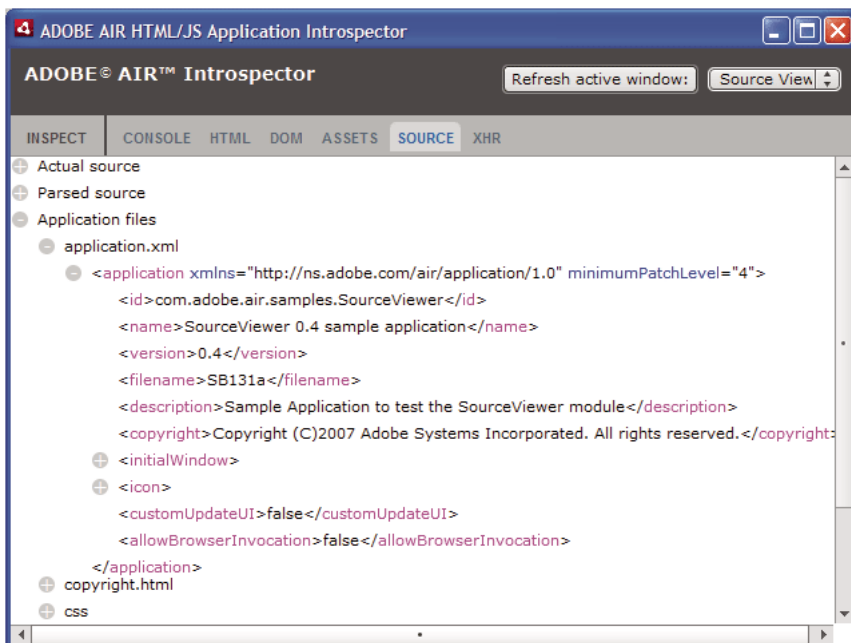 ADOBE AIR HTML/JS Application Introspector
ADOBE© AIR™ Introspector
Refresh active window:
Source View
INSPECT CONSOLE HTML DOM ASSETS SOURCE XHR
Actual source
Parsed source
Application files
application.xml
<application xmlns="http://ns.adobe.com/air/application/1.0" minimumPatchLevel="4">
<id>com.adobe.air.samples.SourceViewer</id>
<name>SourceViewer 0.4 sample application</name>
<version>0.4</version>
<filename>SB131a</filename>
<description>Sample Application to test the SourceViewer module</description>
<copyright>Copyright (C)2007 Adobe Systems Incorporated. All rights reserved.</copyright
<initialWindow>
<icon>
<customUpdateUI>false</customUpdateUI>
<allowBrowserInvocation>false</allowBrowserInvocation>
</application>
copyright.html
css